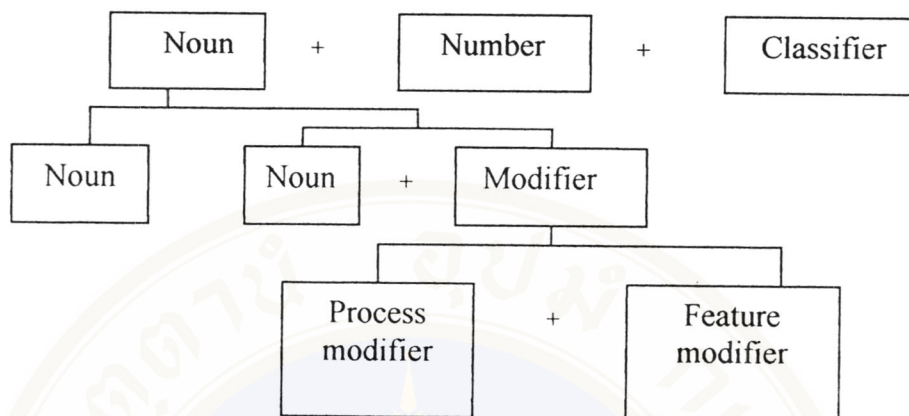 Noun + Number + Classifier
Noun Noun + Modifier
Process + Feature
modifier modifier